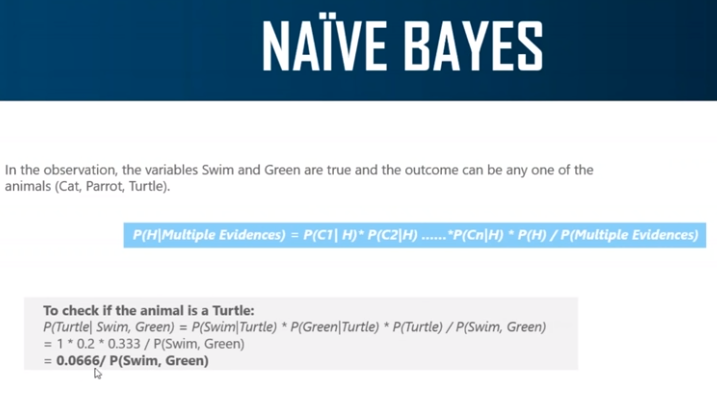 NAÏVE BAYES
In the observation, the variables Swim and Green are true and the outcome can be any one of the
animals (Cat, Parrot, Turtle).
P(H|Multiple Evidences) = P(C1| H)* P(C2|H) ......*P(Cn|H) * P(H) / P(Multiple Evidences)
To check if the animal is a Turtle:
P(Turtle| Swim, Green) = P(Swim|Turtle) * P(Green|Turtle) * P(Turtle) / P(Swim, Green)
= 1 * 0.2 * 0.333 / P(Swim, Green)
= 0.0666/ P(Swim, Green)